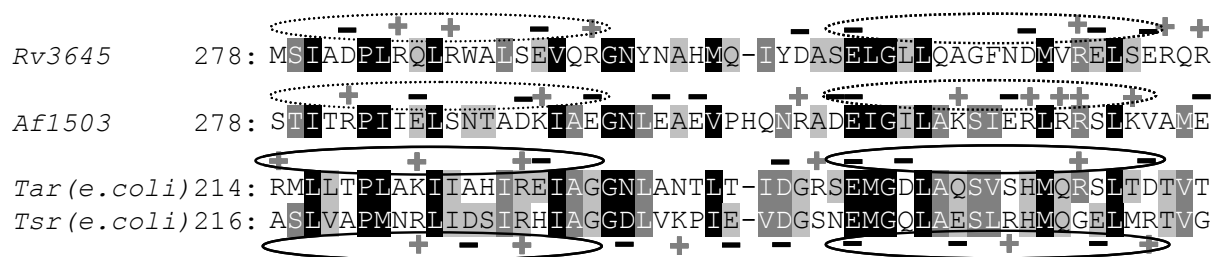 Rv3645 278: MSIADPLRQLRWALSEVQRGNYNAHMQ-IYDASELGLLQAGFNDMVRELSERQR
Af1503 278: STITRPIIELSNTADKIAEGNLEAEVPHQNRADEIGILAKSIERLRRSLKVAME
Tar(e.coli)214: RMLLTPLAKIIAHIREIAGGNLANTLT-IDGRSEMGDLAQSVSHMQRSLTDTVT
Tsr(e.coli)216: ASLVAPMNRLIDSIRHIAGGDLVKPIE-VDGSNEMGQLAESLRHMQGELMRTVG